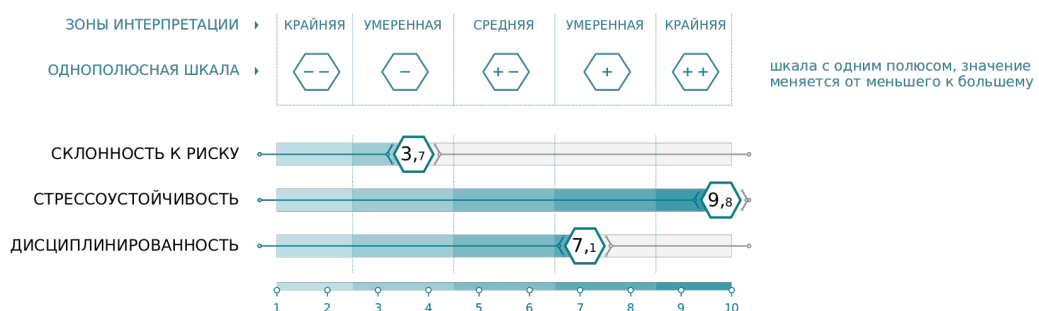 ЗОНЫ ИНТЕРПРЕТАЦИИ КРАЙНЯЯ УМЕРЕННАЯ СРЕДНЯЯ УМЕРЕННАЯ КРАЙНЯЯ
ОДНОПОЛЮСНАЯ ШКАЛА − − − + − + + +
шкала с одним полюсом, значение
меняется от меньшего к большему
СКЛОННОСТЬ К РИСКУ 3,7
СТРЕССОУСТОЙЧИВОСТЬ 9,8
ДИСЦИПЛИНИРОВАННОСТЬ 7,1
1 2 3 4 5 6 7 8 9 10